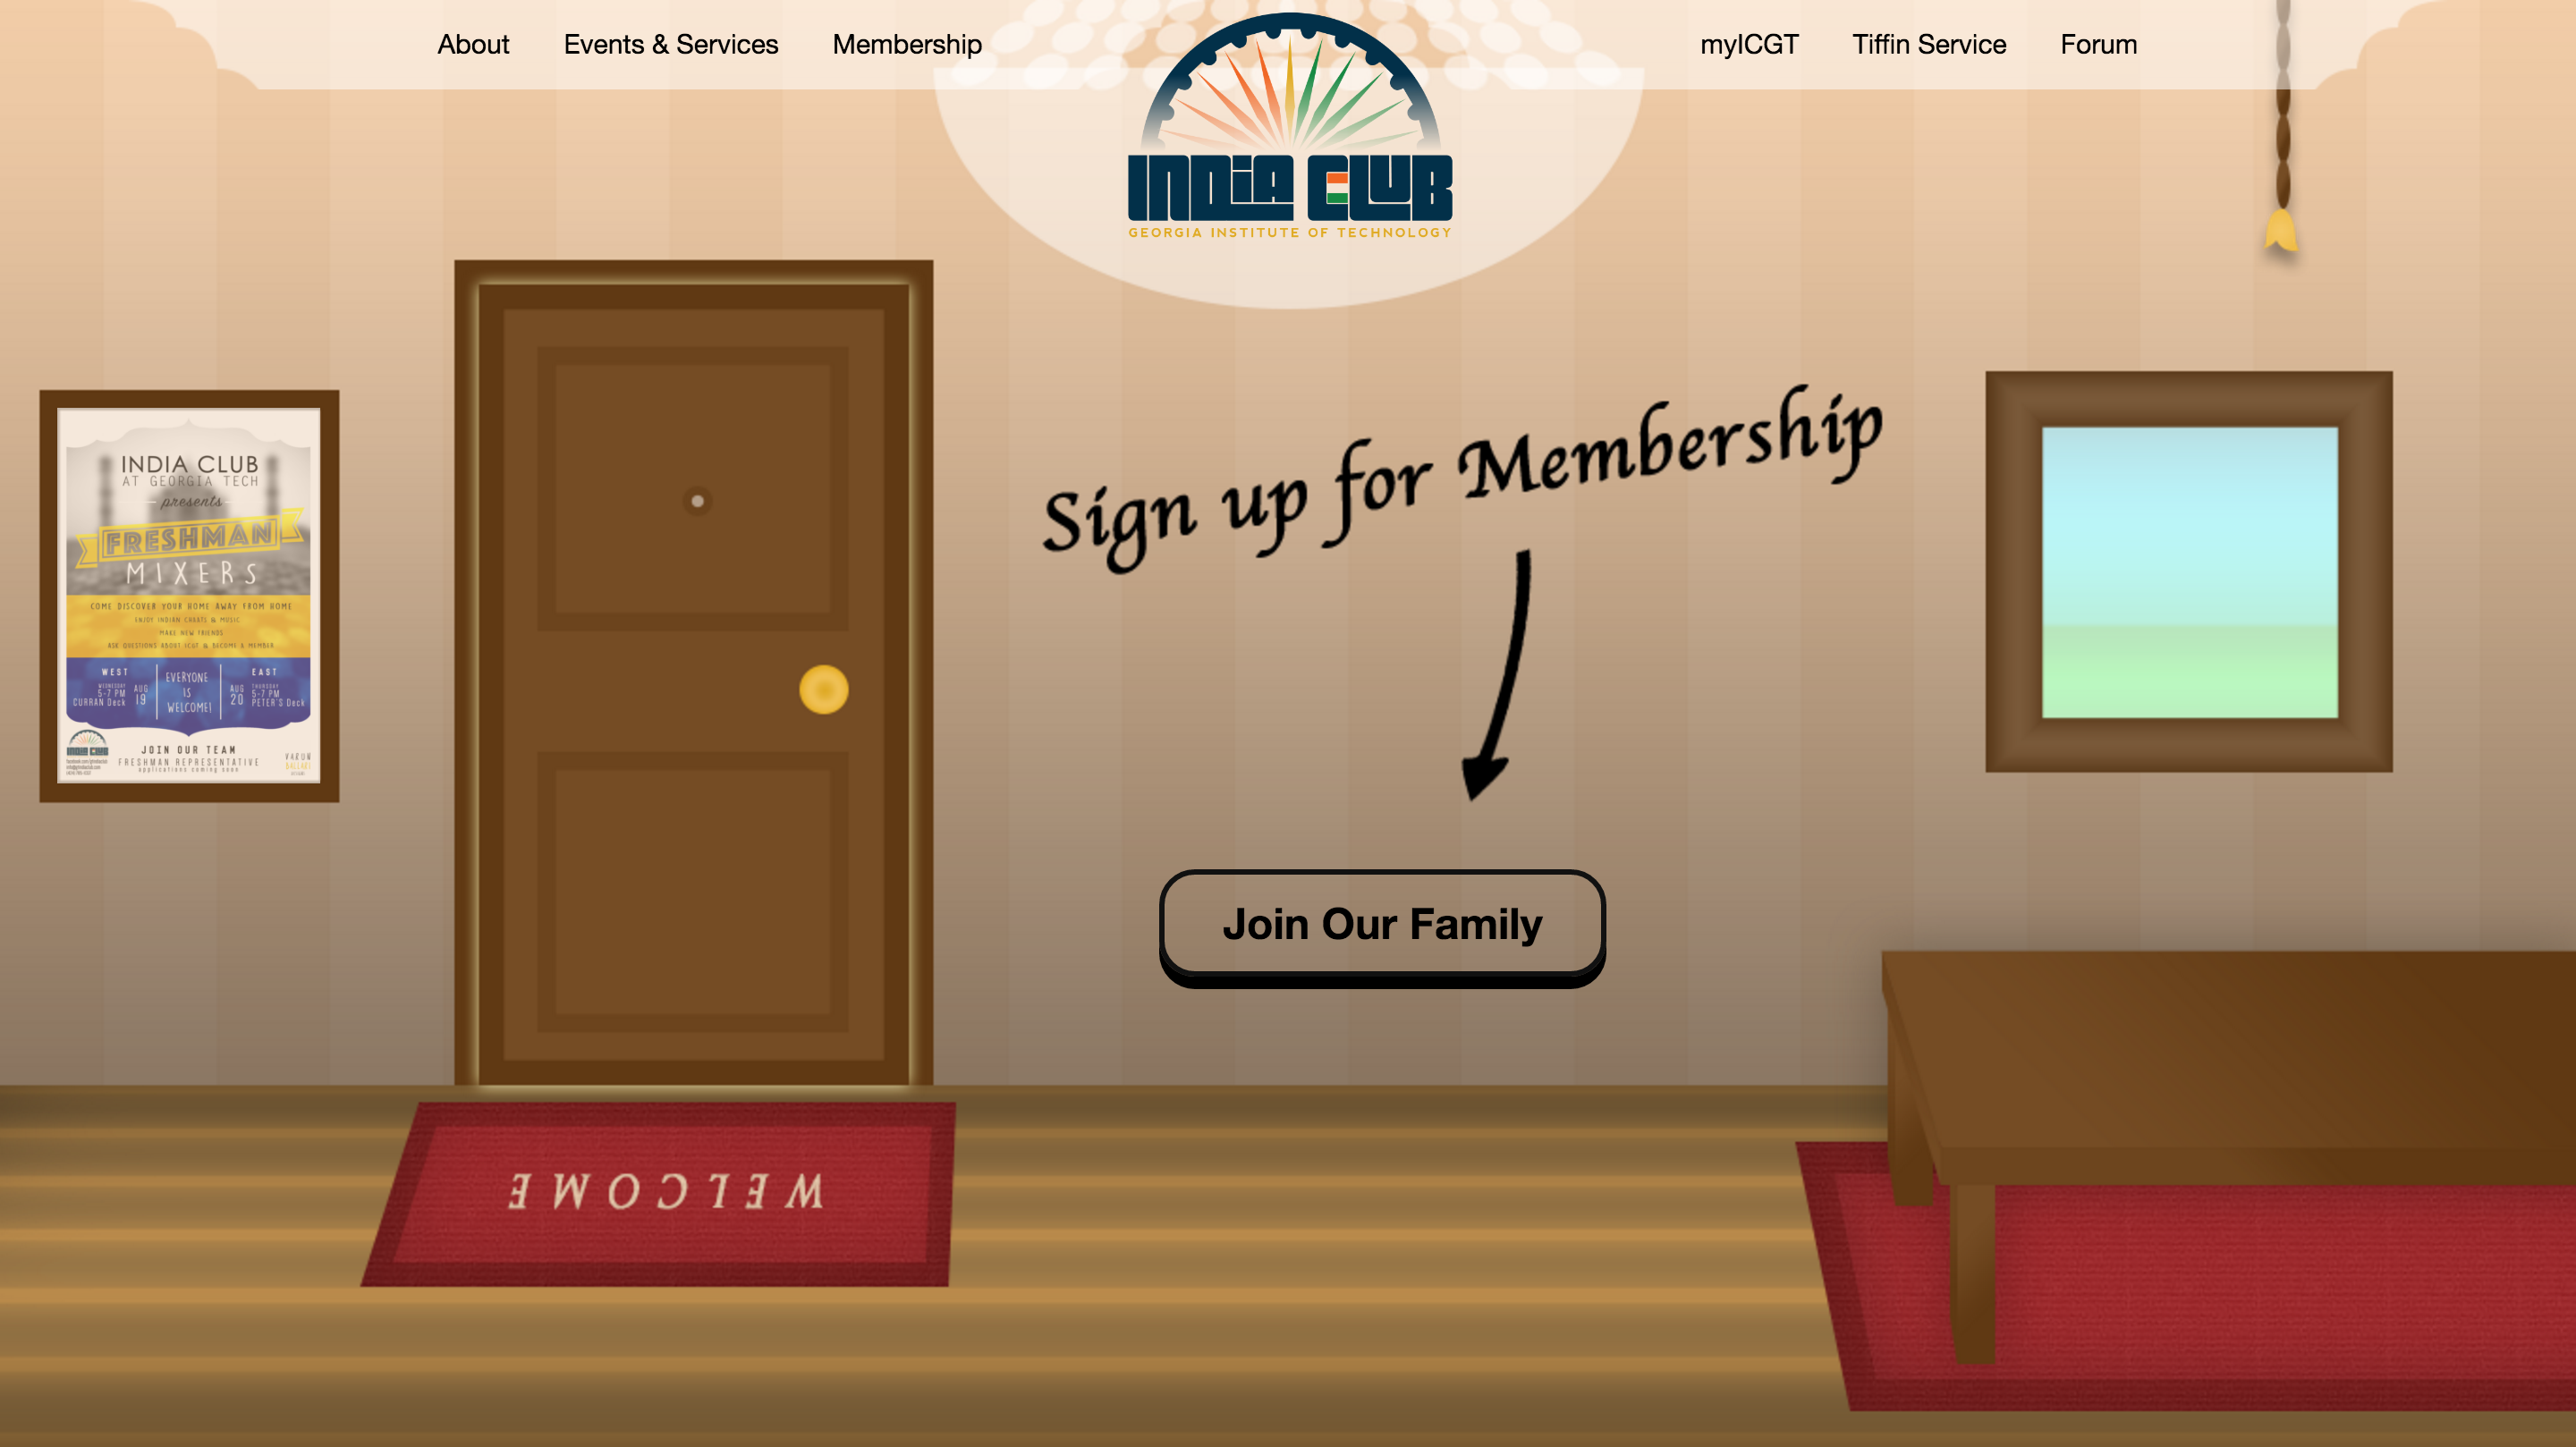 About Events & Services Membership
myICGT Tiffin Service Forum
INDIA CLUB
GEORGIA INSTITUTE OF TECHNOLOGY
Sign up for Membership
Join Our Family
INDIA CLUB
AT GEORGIA TECH
presents
FRESHMAN
MIXERS
COME DISCOVER YOUR HOME AWAY FROM HOME
ENJOY INDIAN CHAATS & MUSIC
MAKE NEW FRIENDS
ASK QUESTIONS ABOUT ICGT & BECOME A MEMBER
WEST
WEDNESDAY
5-7 PM
CURRAN Deck
AUG
19
EVERYONE
IS
WELCOME!
AUG
20
EAST
THURSDAY
5-7 PM
PETER'S Deck
INDIA CLUB
JOIN OUR TEAM
FRESHMAN REPRESENTATIVE
applications coming soon
WELCOME